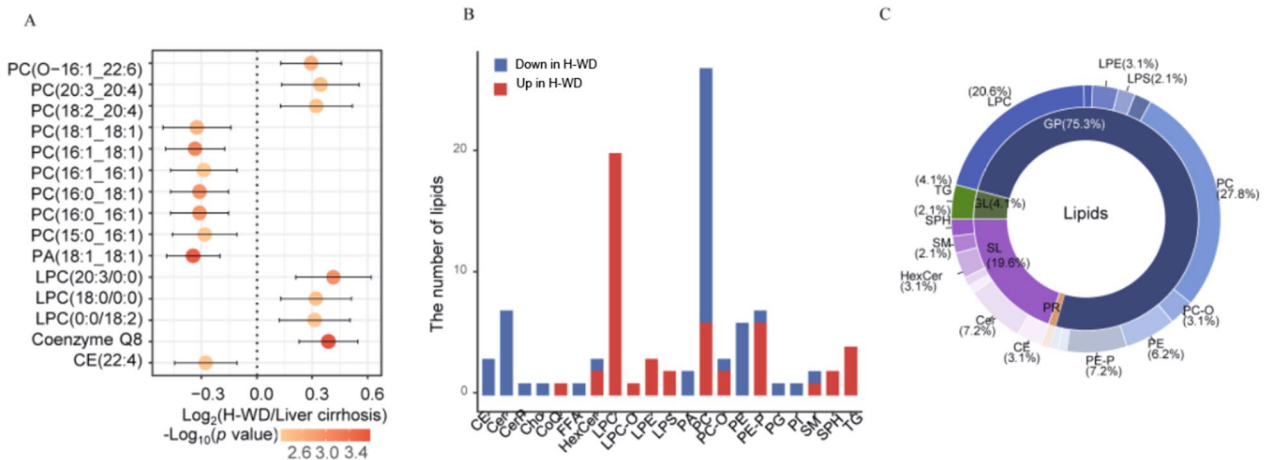 A
PC(O−16:1_22:6)
PC(20:3_20:4)
PC(18:2_20:4)
PC(18:1_18:1)
PC(16:1_18:1)
PC(16:1_16:1)
PC(16:0_18:1)
PC(16:0_16:1)
PC(15:0_16:1)
PA(18:1_18:1)
LPC(20:3/0:0)
LPC(18:0/0:0)
LPC(0:0/18:2)
Coenzyme Q8
CE(22:4)
−0.3 0.0 0.3 0.6
Log2(H-WD/Liver cirrhosis)
-Log10(p value)
2.6 3.0 3.4
B
Down in H-WD
Up in H-WD
The number of lipids
20
10
0
CE Cer CerP Cho CoQ FFA HexCer LPC LPC-O LPE LPS PA PC PC-O PE PE-P PG PI SM SPH TG
C
LPE(3.1%)
LPS(2.1%)
(20.6%)
LPC
GP(75.3%)
PC
(27.8%)
(4.1%)
TG
GL(4.1%)
(2.1%)
SPH
Lipids
SM
(2.1%)
SL
(19.6%)
HexCer
(3.1%)
PR
Cer
(7.2%)
CE
(3.1%)
PC-O
(3.1%)
PE
(6.2%)
PE-P
(7.2%)